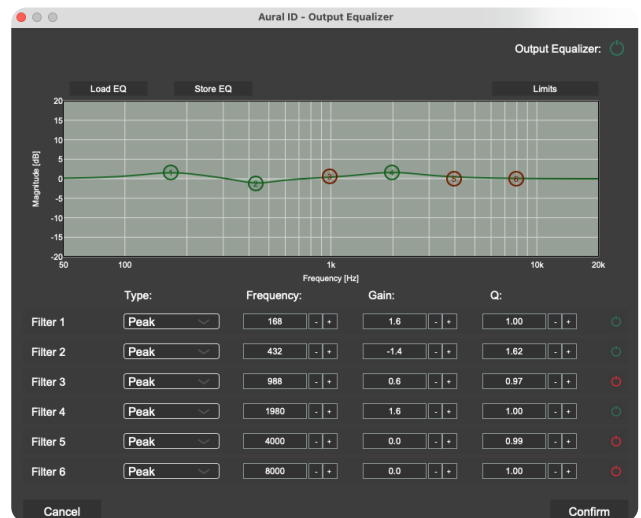 Aural ID - Output Equalizer
Output Equalizer:
Load EQ Store EQ Limits
20
15
10
5
0
-5
-10
-15
-20
Magnitude [dB]
1 2 3 4 5 6
50 100 1k 10k 20k
Frequency [Hz]
Type: Frequency: Gain: Q:
Filter 1 Peak 168 - + 1.6 - + 1.00 - +
Filter 2 Peak 432 - + -1.4 - + 1.62 - +
Filter 3 Peak 988 - + 0.6 - + 0.97 - +
Filter 4 Peak 1980 - + 1.6 - + 1.00 - +
Filter 5 Peak 4000 - + 0.0 - + 0.99 - +
Filter 6 Peak 8000 - + 0.0 - + 1.00 - +
Cancel Confirm